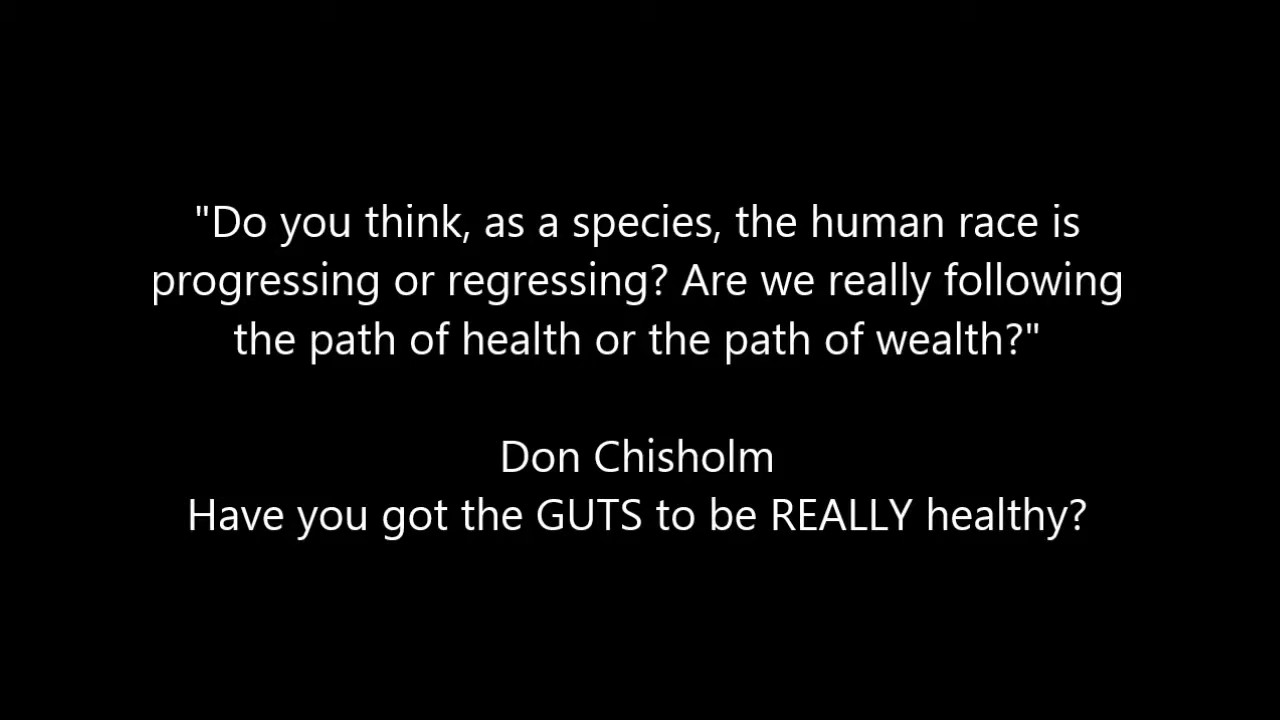 "Do you think, as a species, the human race is
progressing or regressing? Are we really following
the path of health or the path of wealth?"
Don Chisholm
Have you got the GUTS to be REALLY healthy?